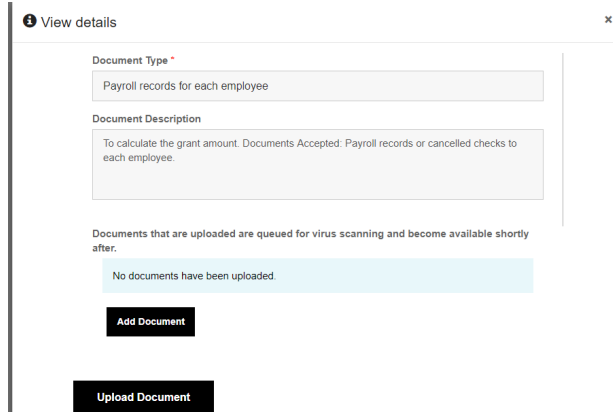 View details
×
Document Type *
Payroll records for each employee
Document Description
To calculate the grant amount. Documents Accepted: Payroll records or cancelled checks to
each employee.
Documents that are uploaded are queued for virus scanning and become available shortly
after.
No documents have been uploaded.
Add Document
Upload Document